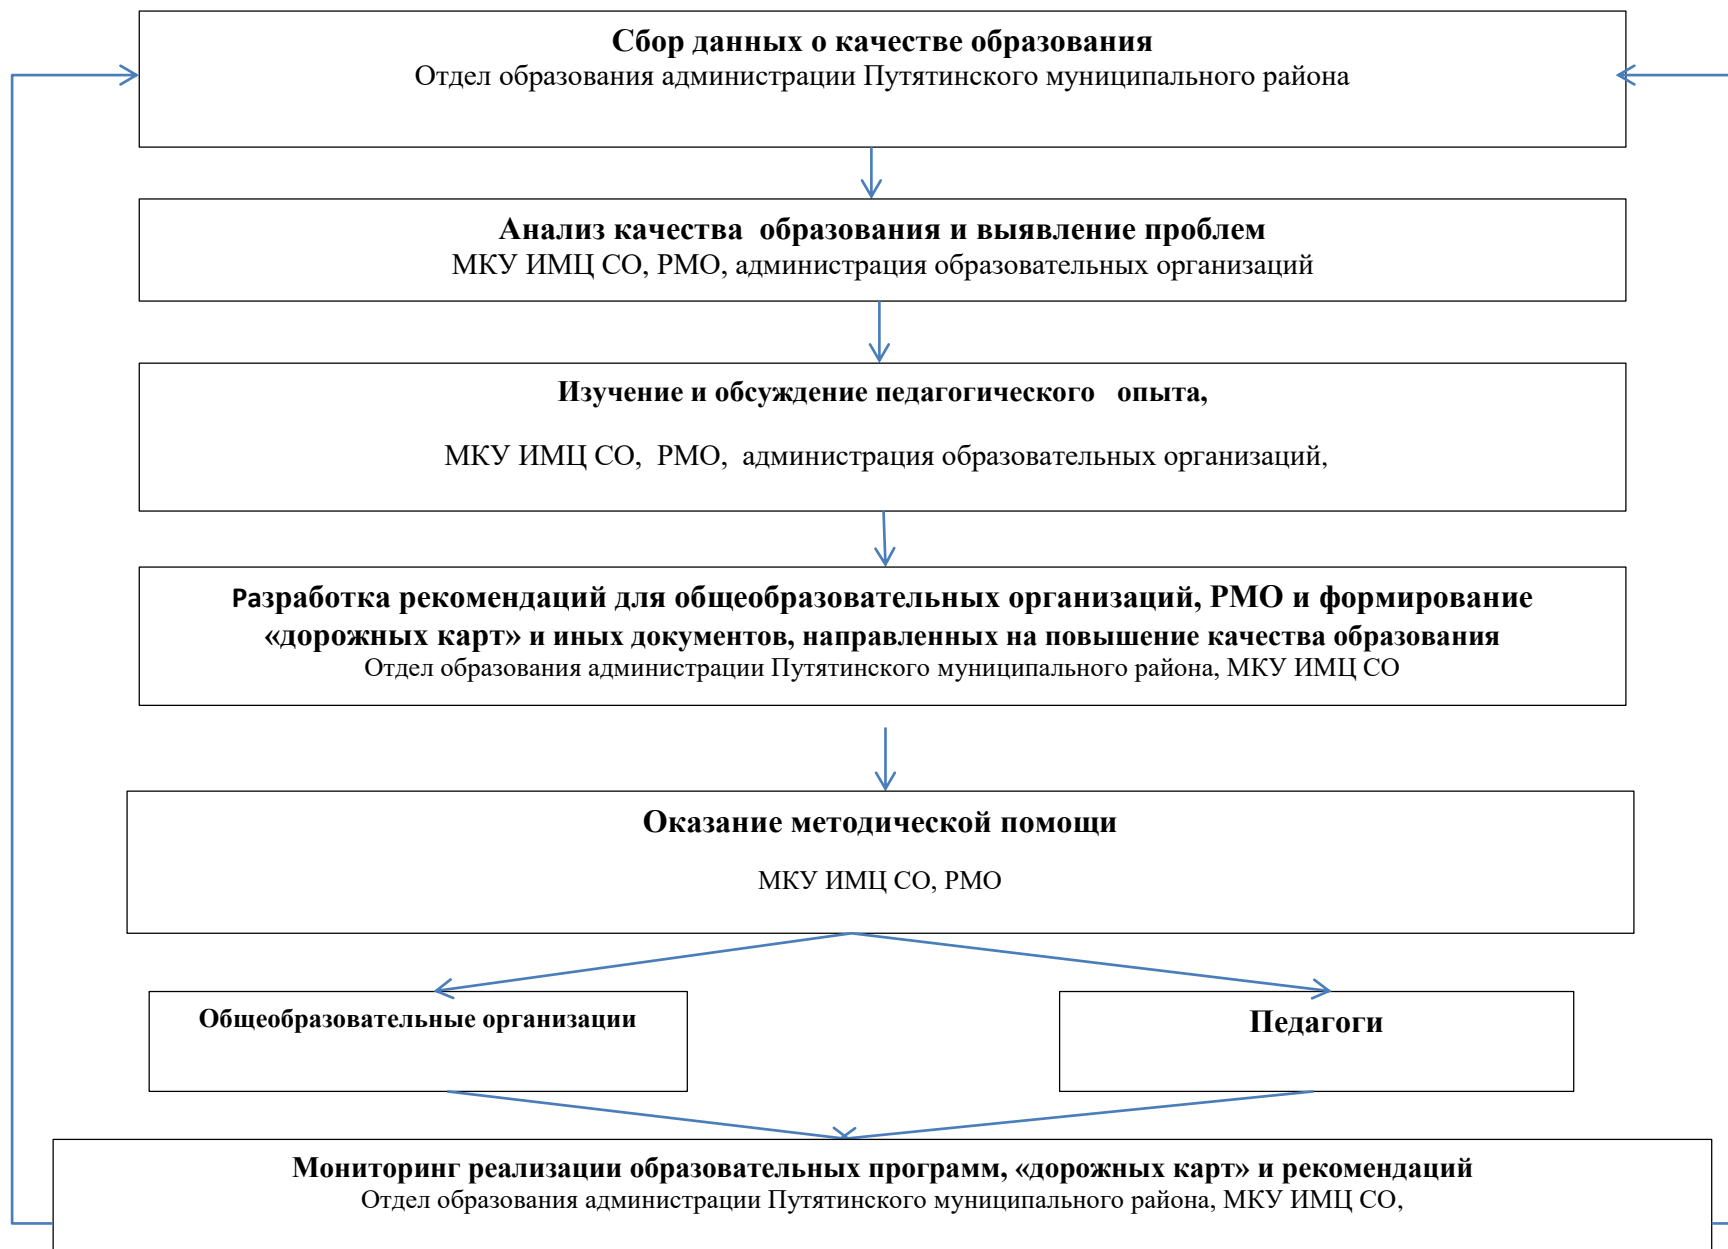 Сбор данных о качестве образования
Отдел образования администрации Путятинского муниципального района
Анализ качества образования и выявление проблем
МКУ ИМЦ СО, РМО, администрация образовательных организаций
Изучение и обсуждение педагогического опыта,
МКУ ИМЦ СО, РМО, администрация образовательных организаций,
Разработка рекомендаций для общеобразовательных организаций, РМО и формирование
«дорожных карт» и иных документов, направленных на повышение качества образования
Отдел образования администрации Путятинского муниципального района, МКУ ИМЦ СО
Оказание методической помощи
МКУ ИМЦ СО, РМО
Общеобразовательные организации
Педагоги
Мониторинг реализации образовательных программ, «дорожных карт» и рекомендаций
Отдел образования администрации Путятинского муниципального района, МКУ ИМЦ СО,